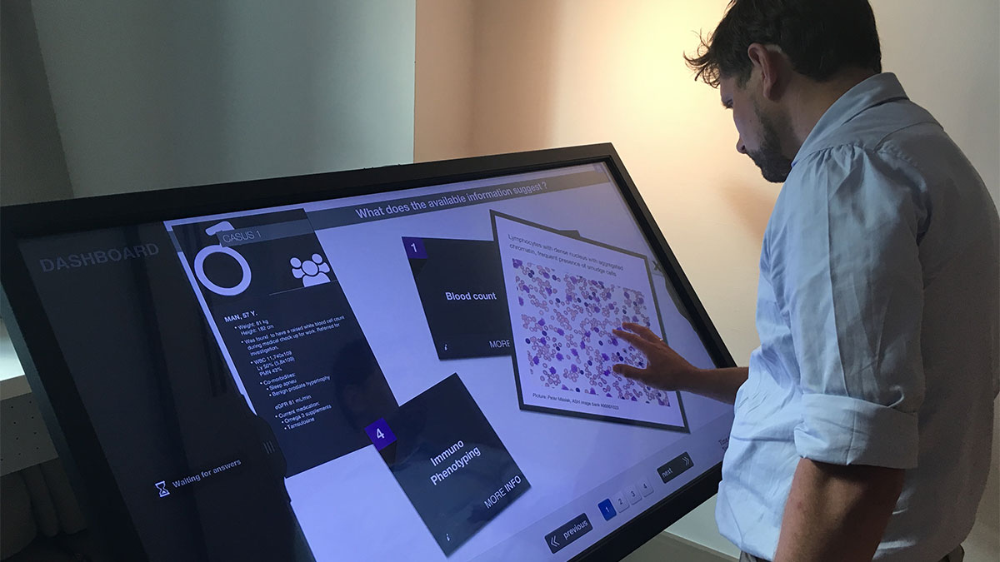 What does the available information suggest ?
DASHBOARD
CASUS 1
MAN, 57 Y.
• Weight: 81 kg
Height: 182 cm
• Was found to have a raised white blood cell count
during medical check up for work. Referred for
investigation.
• WBC 11,740x109
Ly 50% (5,8x109)
PMN 43%
• Co-morbidities:
• Sleep apneu
• Benign prostate hypertrophy
eGFR 81 mL/min
• Current medication:
• Omega 3 supplements
• Tamsulosine
Waiting for answers
1
Blood count
i
MORE
Lymphocytes with dense nucleus with aggregated
chromatin, frequent presence of smudge cells
Picture: Peter Maslak, ASH image bank
4
Immuno
Phenotyping
MORE INFO
i
previous
1 2 3 4
next